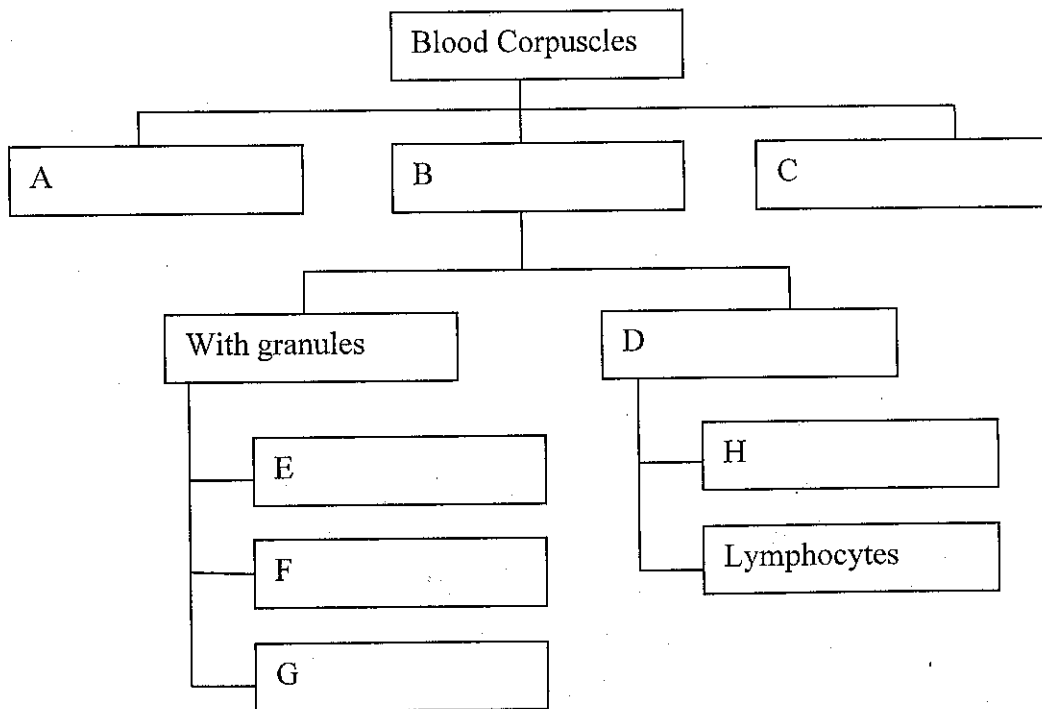 Blood Corpuscles
A
B
C
With granules
D
E
H
F
Lymphocytes
G